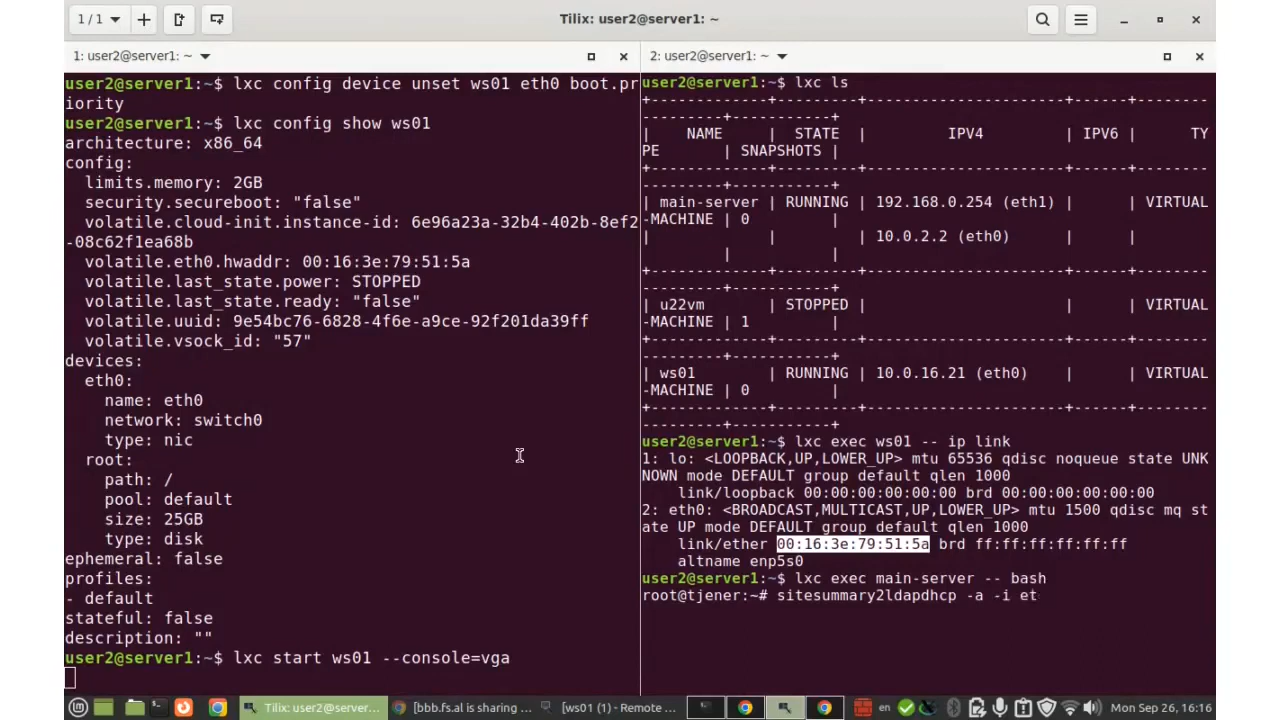 1 / 1
Tilix: user2@server1: ~
1: user2@server1: ~
user2@server1:~$ lxc config device unset ws01 eth0 boot.pr
iority
user2@server1:~$ lxc config show ws01
architecture: x86_64
config:
  limits.memory: 2GB
  security.secureboot: "false"
  volatile.cloud-init.instance-id: 6e96a23a-32b4-402b-8ef2
-08c62f1ea68b
  volatile.eth0.hwaddr: 00:16:3e:79:51:5a
  volatile.last_state.power: STOPPED
  volatile.last_state.ready: "false"
  volatile.uuid: 9e54bc76-6828-4f6e-a9ce-92f201da39ff
  volatile.vsock_id: "57"
devices:
  eth0:
    name: eth0
    network: switch0
    type: nic
  root:
    path: /
    pool: default
    size: 25GB
    type: disk
ephemeral: false
profiles:
- default
stateful: false
description: ""
user2@server1:~$ lxc start ws01 --console=vga
2: user2@server1: ~
user2@server1:~$ lxc ls
+-------------+---------+----------------------+------+--------
---------+-----------+
|    NAME     |  STATE  |         IPV4         | IPV6 |      TY
PE       | SNAPSHOTS |
+-------------+---------+----------------------+------+--------
---------+-----------+
| main-server | RUNNING | 192.168.0.254 (eth1) |      | VIRTUAL
-MACHINE | 0         |
|             |         | 10.0.2.2 (eth0)      |      |
         |           |
+-------------+---------+----------------------+------+--------
---------+-----------+
| u22vm       | STOPPED |                      |      | VIRTUAL
-MACHINE | 1         |
+-------------+---------+----------------------+------+--------
---------+-----------+
| ws01        | RUNNING | 10.0.16.21 (eth0)    |      | VIRTUAL
-MACHINE | 0         |
+-------------+---------+----------------------+------+--------
---------+-----------+
user2@server1:~$ lxc exec ws01 -- ip link
1: lo: <LOOPBACK,UP,LOWER_UP> mtu 65536 qdisc noqueue state UNK
NOWN mode DEFAULT group default qlen 1000
    link/loopback 00:00:00:00:00:00 brd 00:00:00:00:00:00
2: eth0: <BROADCAST,MULTICAST,UP,LOWER_UP> mtu 1500 qdisc mq st
ate UP mode DEFAULT group default qlen 1000
    link/ether 00:16:3e:79:51:5a brd ff:ff:ff:ff:ff:ff
    altname enp5s0
user2@server1:~$ lxc exec main-server -- bash
root@tjener:~# sitesummary2ldapdhcp -a -i et
Tilix: user2@server...
[bbb.fs.al is sharing ...
[ws01 (1) - Remote ...
en
Mon Sep 26, 16:16